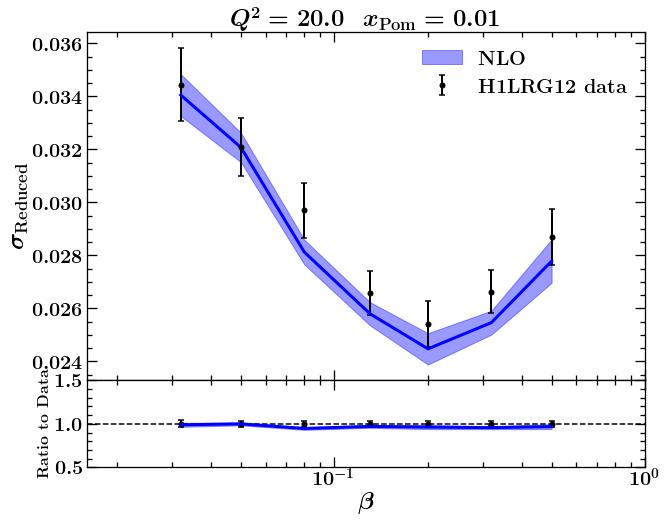 Q² = 20.0 x_Pom = 0.01
NLO
H1LRG12 data
σ_Reduced
0.036
0.034
0.032
0.030
0.028
0.026
0.024
Ratio to Data
1.5
1.0
0.5
10⁻¹
10⁰
β